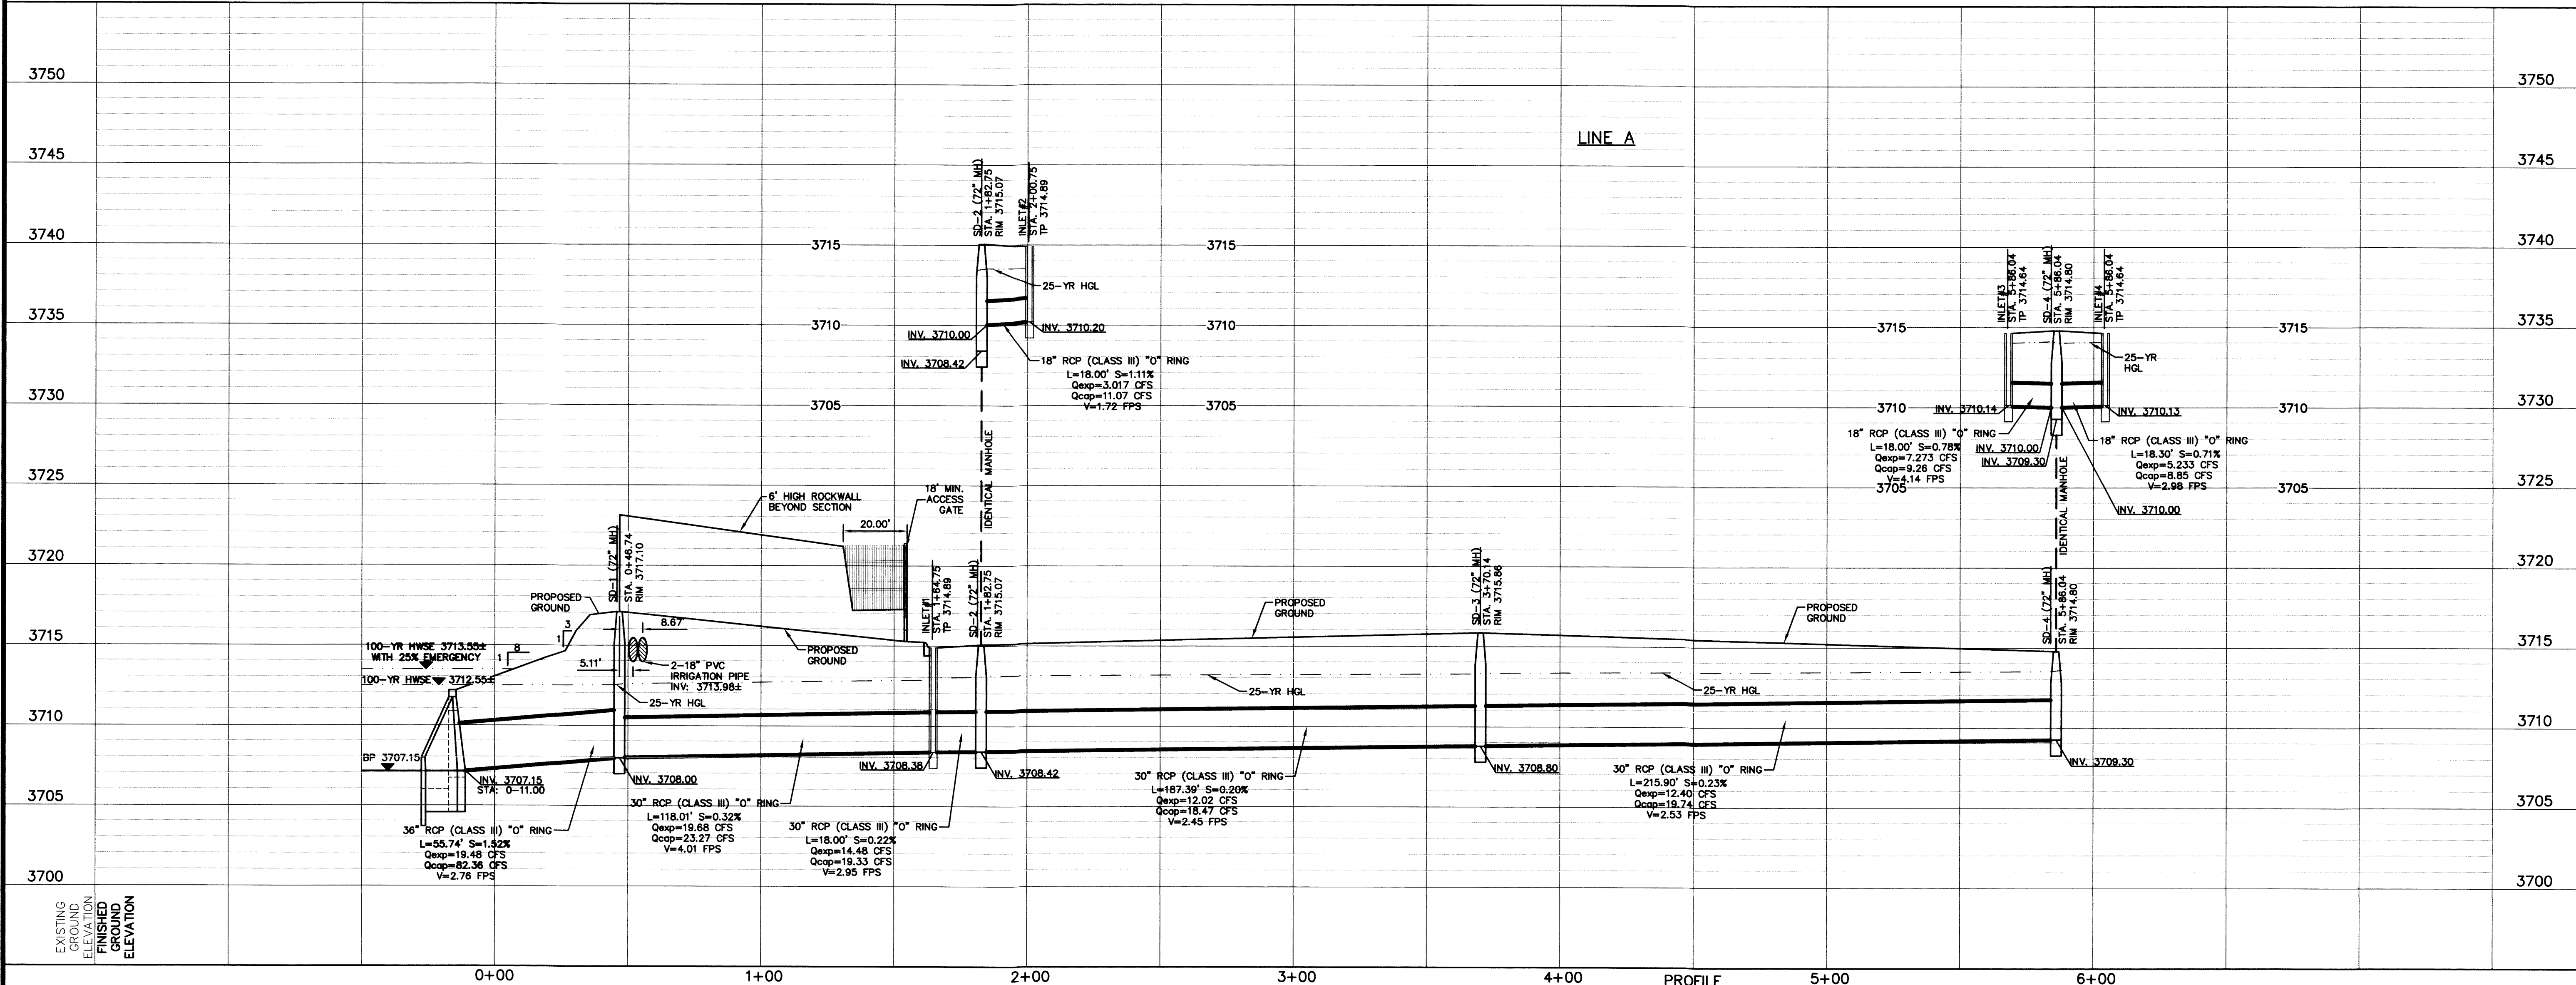 3750
3745
3740
3735
3730
3725
3720
3715
3710
3705
3700
3750
3745
3740
3735
3730
3725
3720
3715
3710
3705
3700
LINE A
SD-2 (72" MH)
STA. 1+82.75
RIM 3715.07
INLET#2
STA. 2+00.75
TP 3714.89
3715
3715
25-YR HGL
3710
3710
INV. 3710.00
INV. 3710.20
INV. 3708.42
18" RCP (CLASS III) "O" RING
L=18.00' S=1.11%
Qexp=3.017 CFS
Qcap=11.07 CFS
V=1.72 FPS
3705
3705
IDENTICAL MANHOLE
INLET#3
STA. 5+86.04
TP 3714.64
SD-4 (72" MH)
STA. 5+86.04
RIM 3714.80
INLET#4
STA. 5+86.04
TP 3714.64
3715
3715
25-YR
HGL
3710
3710
INV. 3710.14
INV. 3710.13
18" RCP (CLASS III) "O" RING
L=18.00' S=0.78%
Qexp=7.273 CFS
Qcap=9.26 CFS
V=4.14 FPS
INV. 3710.00
INV. 3709.30
18" RCP (CLASS III) "O" RING
L=18.30' S=0.71%
Qexp=5.233 CFS
Qcap=8.85 CFS
V=2.98 FPS
3705
3705
INV. 3710.00
IDENTICAL MANHOLE
6' HIGH ROCKWALL
BEYOND SECTION
20.00'
18' MIN.
ACCESS
GATE
SD-1 (72" MH)
STA. 0+46.74
RIM 3717.10
PROPOSED
GROUND
3
1
8
1
8.67'
5.11'
2-18" PVC
IRRIGATION PIPE
INV: 3713.98±
PROPOSED
GROUND
INLET#1
STA. 1+64.75
TP 3714.89
SD-2 (72" MH)
STA. 1+82.75
RIM 3715.07
PROPOSED
GROUND
SD-3 (72" MH)
STA. 3+70.14
RIM 3715.86
PROPOSED
GROUND
SD-4 (72" MH)
STA. 5+86.04
RIM 3714.80
100-YR HWSE 3713.55±
WITH 25% EMERGENCY
100-YR HWSE 3712.55±
25-YR HGL
25-YR HGL
25-YR HGL
BP 3707.15
INV. 3707.15
STA: 0-11.00
INV. 3708.00
INV. 3708.38
INV. 3708.42
INV. 3708.80
INV. 3709.30
36" RCP (CLASS III) "O" RING
L=55.74' S=1.52%
Qexp=19.48 CFS
Qcap=82.36 CFS
V=2.76 FPS
30" RCP (CLASS III) "O" RING
L=118.01' S=0.32%
Qexp=19.68 CFS
Qcap=23.27 CFS
V=4.01 FPS
30" RCP (CLASS III) "O" RING
L=18.00' S=0.22%
Qexp=14.48 CFS
Qcap=19.33 CFS
V=2.95 FPS
30" RCP (CLASS III) "O" RING
L=187.39' S=0.20%
Qexp=12.02 CFS
Qcap=18.47 CFS
V=2.45 FPS
30" RCP (CLASS III) "O" RING
L=215.90' S=0.23%
Qexp=12.40 CFS
Qcap=19.74 CFS
V=2.53 FPS
EXISTING
GROUND
ELEVATION
FINISHED
GROUND
ELEVATION
0+00
1+00
2+00
3+00
4+00
PROFILE
5+00
6+00